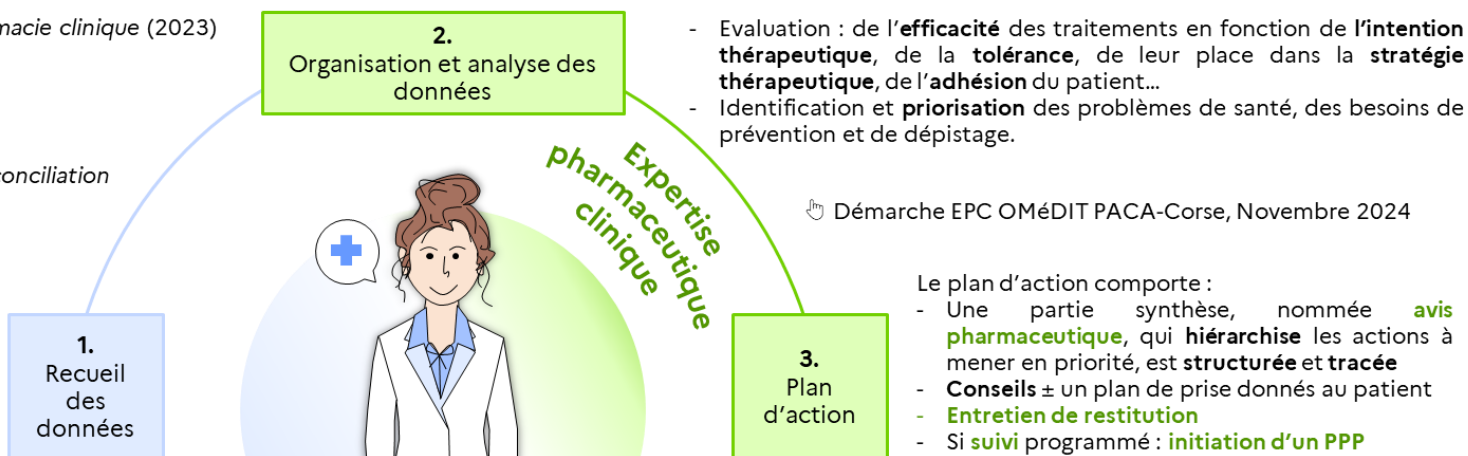 macie clinique (2023)
conciliation
2.
Organisation et analyse des
données
- Evaluation : de l'efficacité des traitements en fonction de l'intention
thérapeutique, de la tolérance, de leur place dans la stratégie
thérapeutique, de l'adhésion du patient…
- Identification et priorisation des problèmes de santé, des besoins de
prévention et de dépistage.
Expertise
pharmaceutique
clinique
Démarche EPC OMéDIT PACA-Corse, Novembre 2024
1.
Recueil
des
données
3.
Plan
d'action
Le plan d'action comporte :
- Une partie synthèse, nommée avis
pharmaceutique, qui hiérarchise les actions à
mener en priorité, est structurée et tracée
- Conseils ± un plan de prise donnés au patient
- Entretien de restitution
- Si suivi programmé : initiation d'un PPP